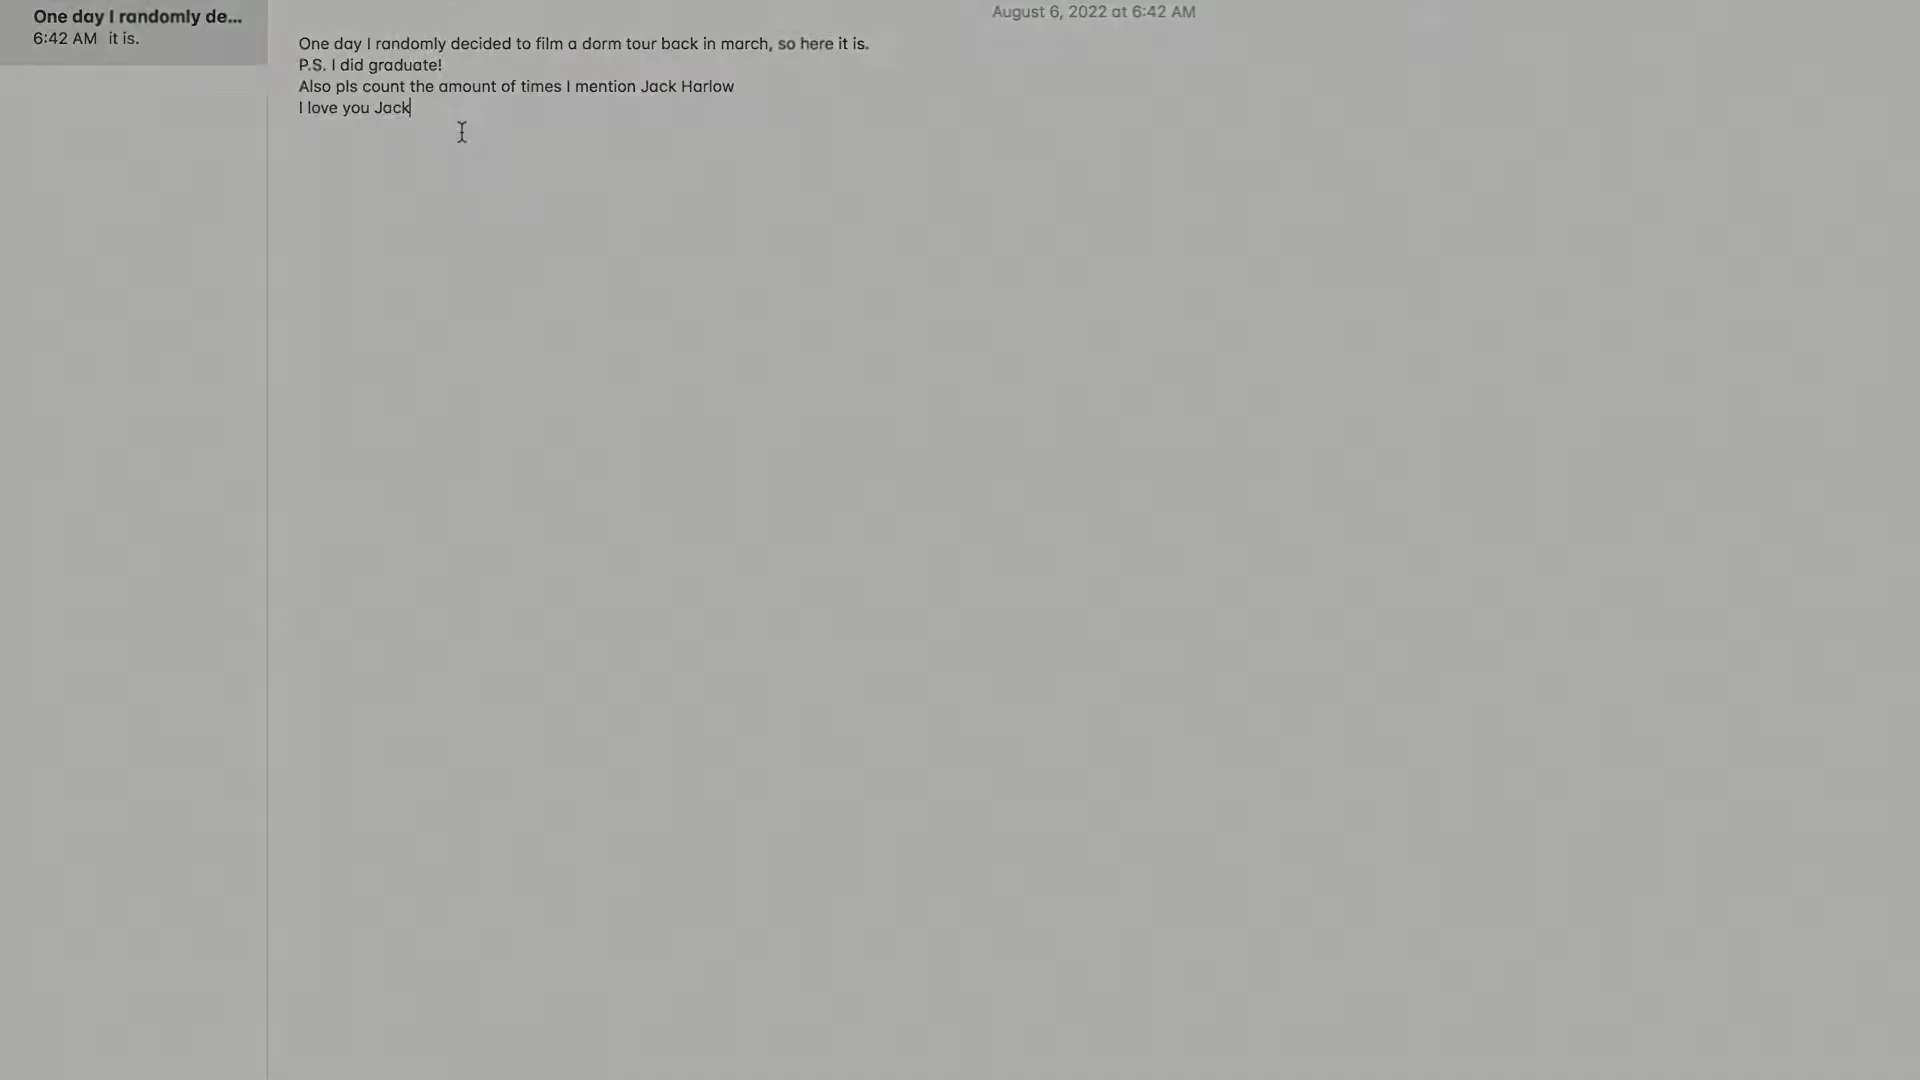 One day I randomly de...
6:42 AM it is.
August 6, 2022 at 6:42 AM
One day I randomly decided to film a dorm tour back in march, so here it is.
P.S. I did graduate!
Also pls count the amount of times I mention Jack Harlow
I love you Jack